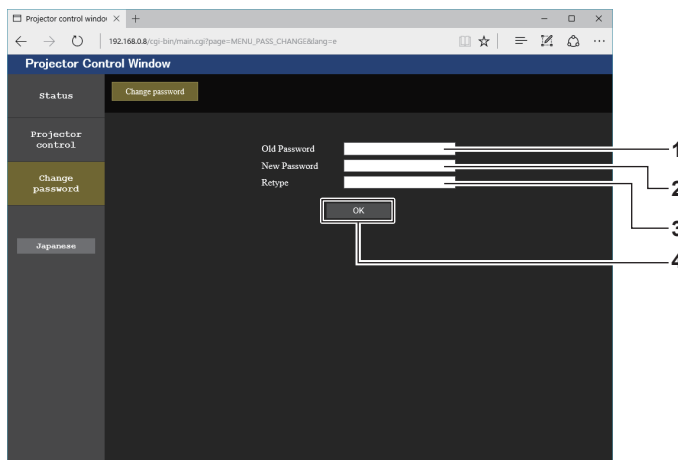 Projector control windov
192.168.0.8/cgi-bin/main.cgi?page=MENU_PASS_CHANGE&lang=e
Projector Control Window
Status
Change password
Projector
control
Change
password
Japanese
Old Password
New Password
Retype
OK
1
2
3
4